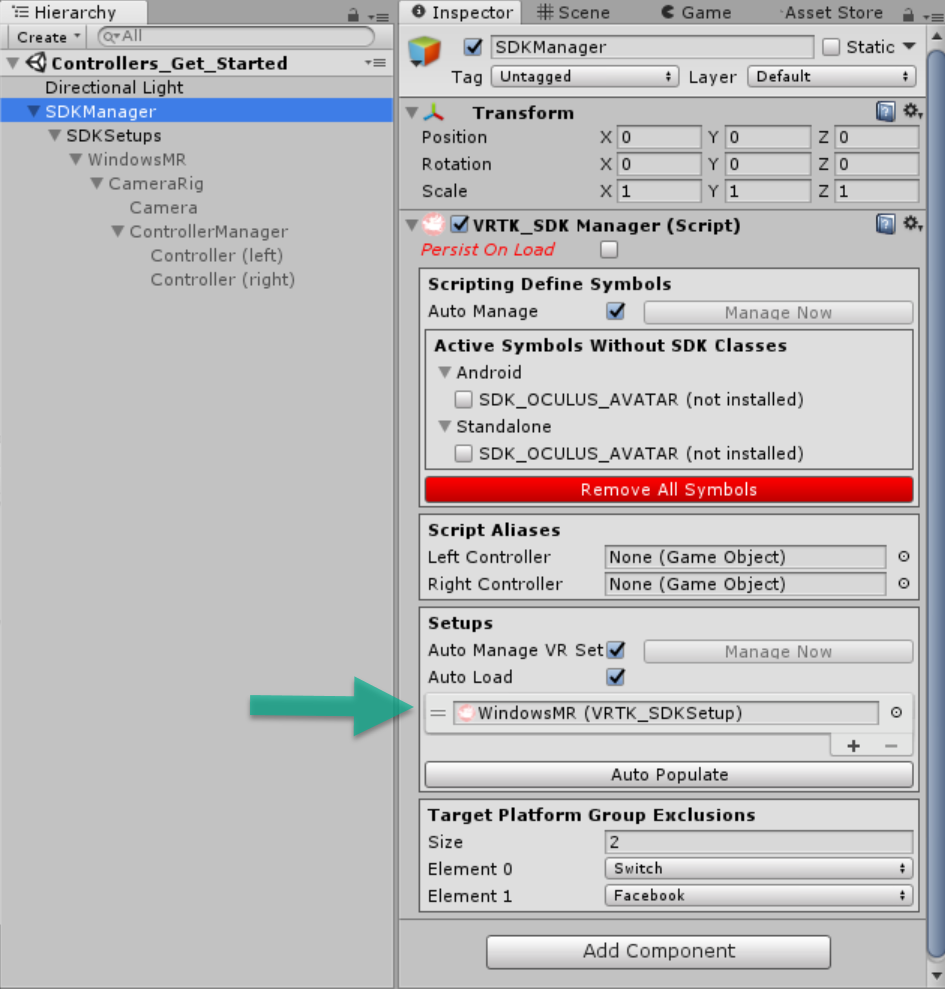 Hierarchy
Create
All
Controllers_Get_Started
Directional Light
SDKManager
SDKSetups
WindowsMR
CameraRig
Camera
ControllerManager
Controller (left)
Controller (right)
Inspector Scene Game Asset Store
SDKManager Static
Tag Untagged Layer Default
Transform
Position X 0 Y 0 Z 0
Rotation X 0 Y 0 Z 0
Scale X 1 Y 1 Z 1
VRTK_SDK Manager (Script)
Persist On Load
Scripting Define Symbols
Auto Manage Manage Now
Active Symbols Without SDK Classes
Android
SDK_OCULUS_AVATAR (not installed)
Standalone
SDK_OCULUS_AVATAR (not installed)
Remove All Symbols
Script Aliases
Left Controller None (Game Object)
Right Controller None (Game Object)
Setups
Auto Manage VR Set Manage Now
Auto Load
WindowsMR (VRTK_SDKSetup)
+ −
Auto Populate
Target Platform Group Exclusions
Size 2
Element 0 Switch
Element 1 Facebook
Add Component